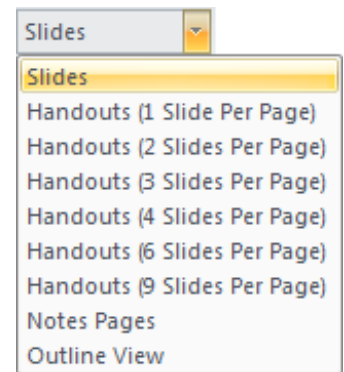 Slides
Slides
Handouts (1 Slide Per Page)
Handouts (2 Slides Per Page)
Handouts (3 Slides Per Page)
Handouts (4 Slides Per Page)
Handouts (6 Slides Per Page)
Handouts (9 Slides Per Page)
Notes Pages
Outline View